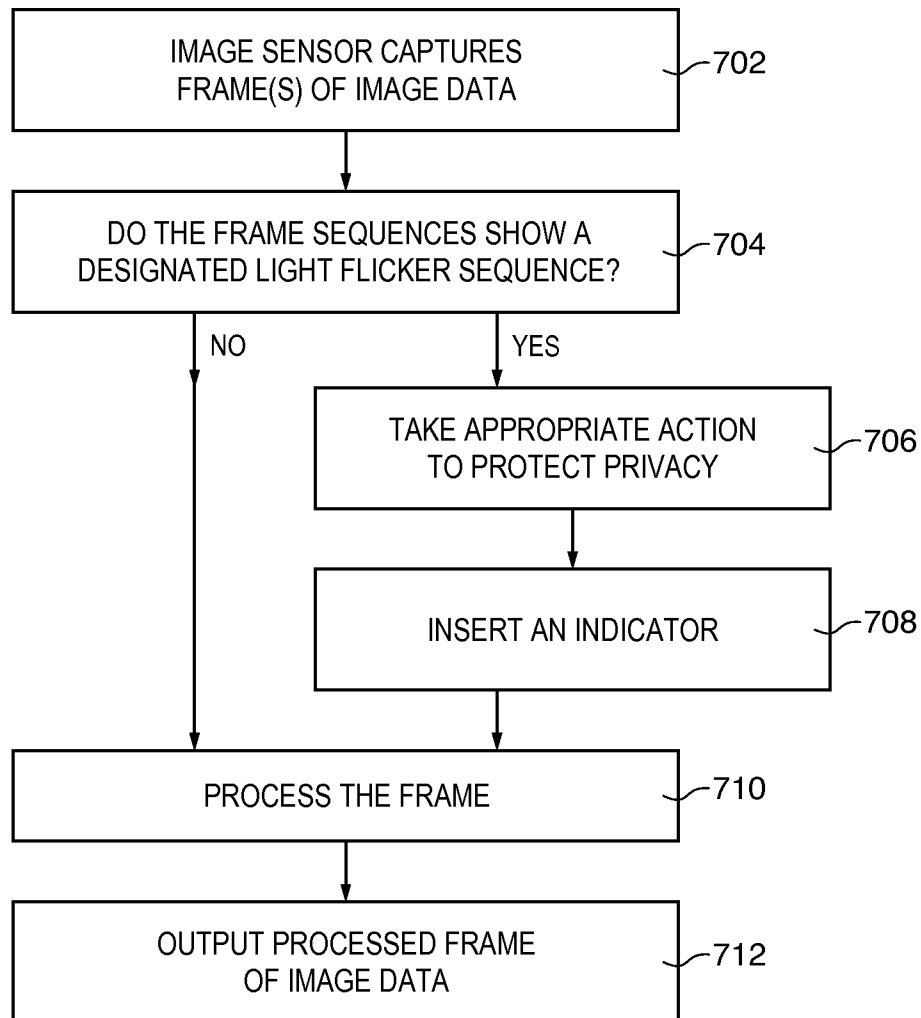 IMAGE SENSOR CAPTURES
FRAME(S) OF IMAGE DATA
702
DO THE FRAME SEQUENCES SHOW A
DESIGNATED LIGHT FLICKER SEQUENCE?
704
NO
YES
TAKE APPROPRIATE ACTION
TO PROTECT PRIVACY
706
INSERT AN INDICATOR
708
PROCESS THE FRAME
710
OUTPUT PROCESSED FRAME
OF IMAGE DATA
712